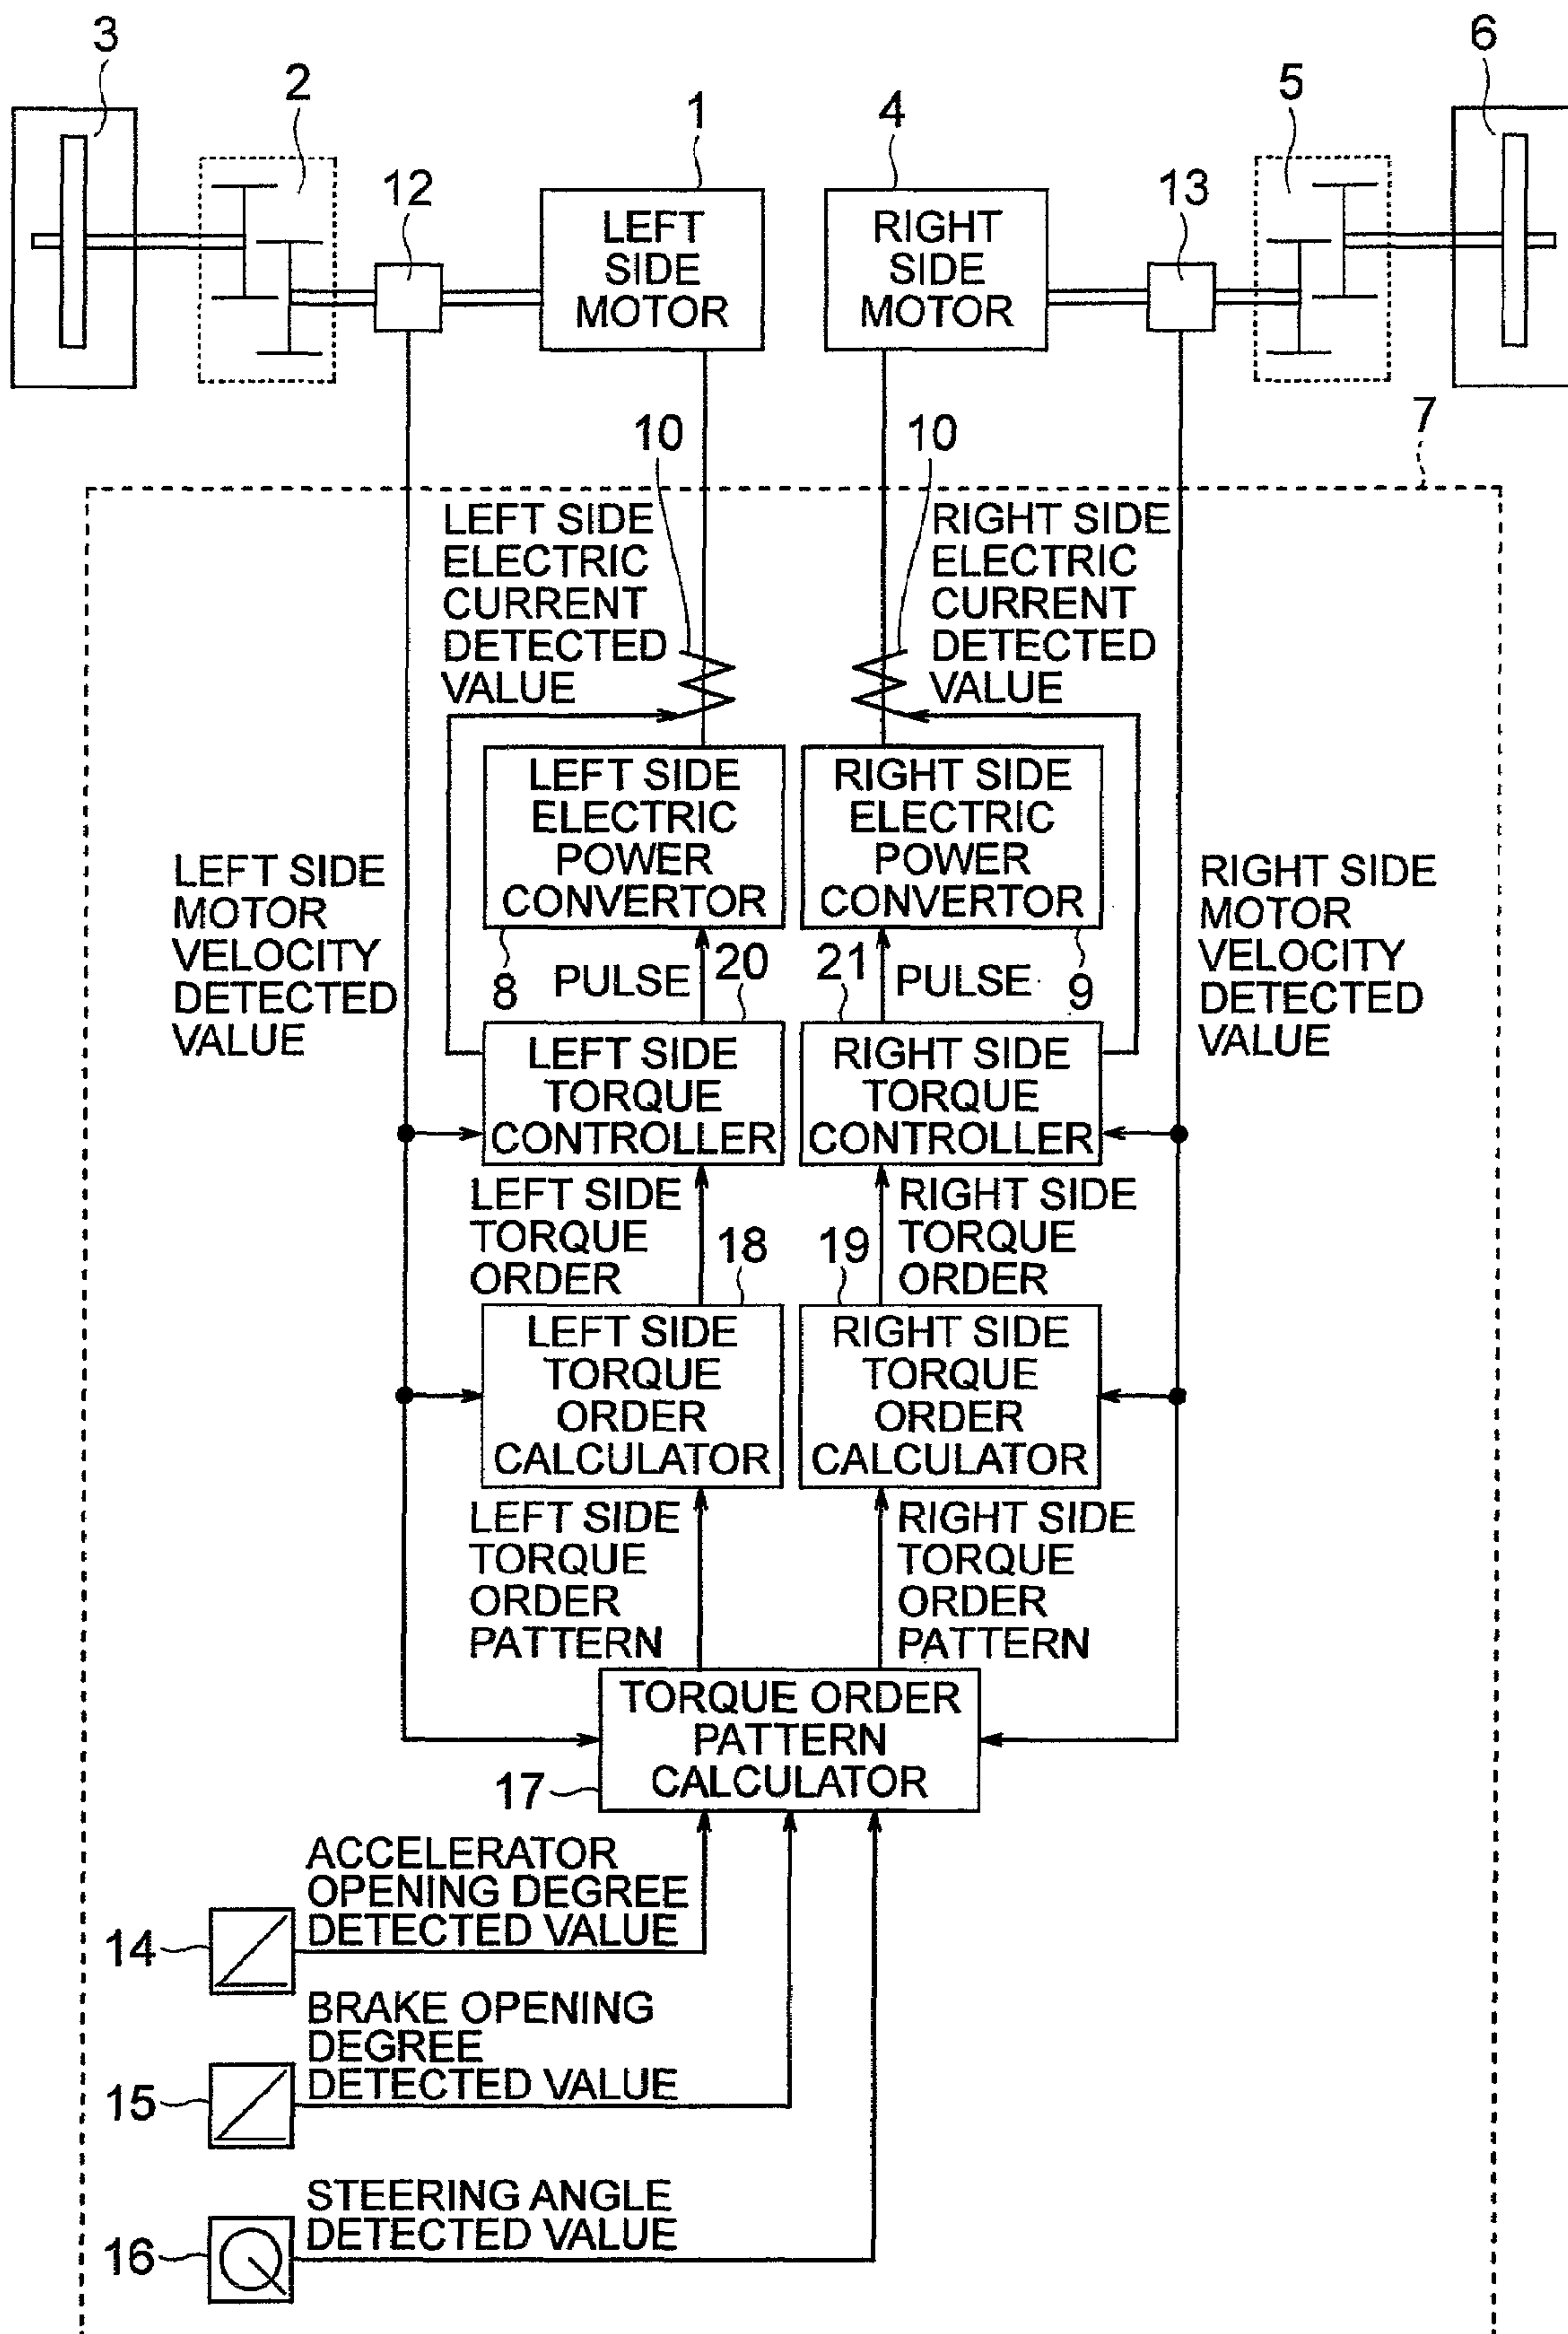 3
6
2
5
1
4
12
13
LEFT
SIDE
MOTOR
RIGHT
SIDE
MOTOR
7
10
10
LEFT SIDE
ELECTRIC
CURRENT
DETECTED
VALUE
RIGHT SIDE
ELECTRIC
CURRENT
DETECTED
VALUE
LEFT SIDE
ELECTRIC
POWER
CONVERTOR
RIGHT SIDE
ELECTRIC
POWER
CONVERTOR
LEFT SIDE
MOTOR
VELOCITY
DETECTED
VALUE
RIGHT SIDE
MOTOR
VELOCITY
DETECTED
VALUE
8
PULSE
20
21
PULSE
9
LEFT SIDE
TORQUE
CONTROLLER
RIGHT SIDE
TORQUE
CONTROLLER
LEFT SIDE
TORQUE
ORDER
18
19
RIGHT SIDE
TORQUE
ORDER
LEFT SIDE
TORQUE
ORDER
CALCULATOR
RIGHT SIDE
TORQUE
ORDER
CALCULATOR
LEFT SIDE
TORQUE
ORDER
PATTERN
RIGHT SIDE
TORQUE
ORDER
PATTERN
TORQUE ORDER
PATTERN
CALCULATOR
17
ACCELERATOR
OPENING DEGREE
DETECTED VALUE
14
BRAKE OPENING
DEGREE
DETECTED VALUE
15
STEERING ANGLE
DETECTED VALUE
16